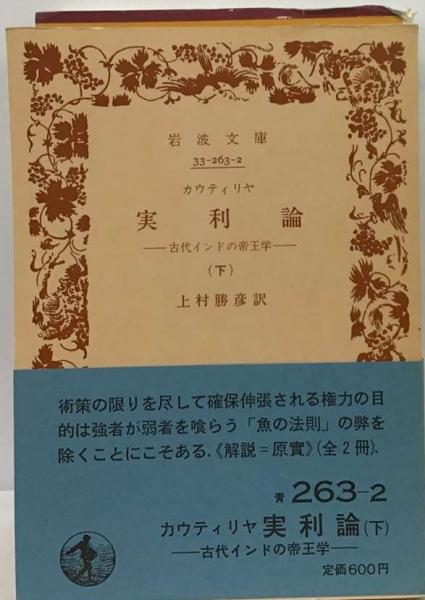 岩波文庫
33-263-2
カウティリヤ
実利論
──古代インドの帝王学──
(下)
上村勝彦訳
術策の限りを尽して確保伸張される権力の目
的は強者が弱者を喰らう「魚の法則」の弊を
除くことにこそある.《解説=原實》(全2冊).
青 263-2
カウティリヤ 実利論(下)
──古代インドの帝王学──
定価600円